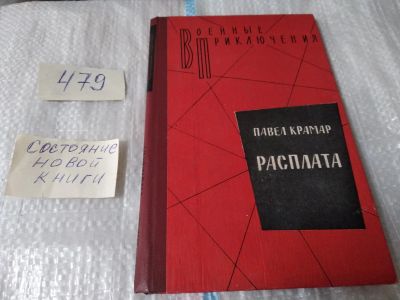 479
Состояние
новой
книги
Военные
Приключения
ПАВЕЛ КРАМАР
РАСПЛАТА